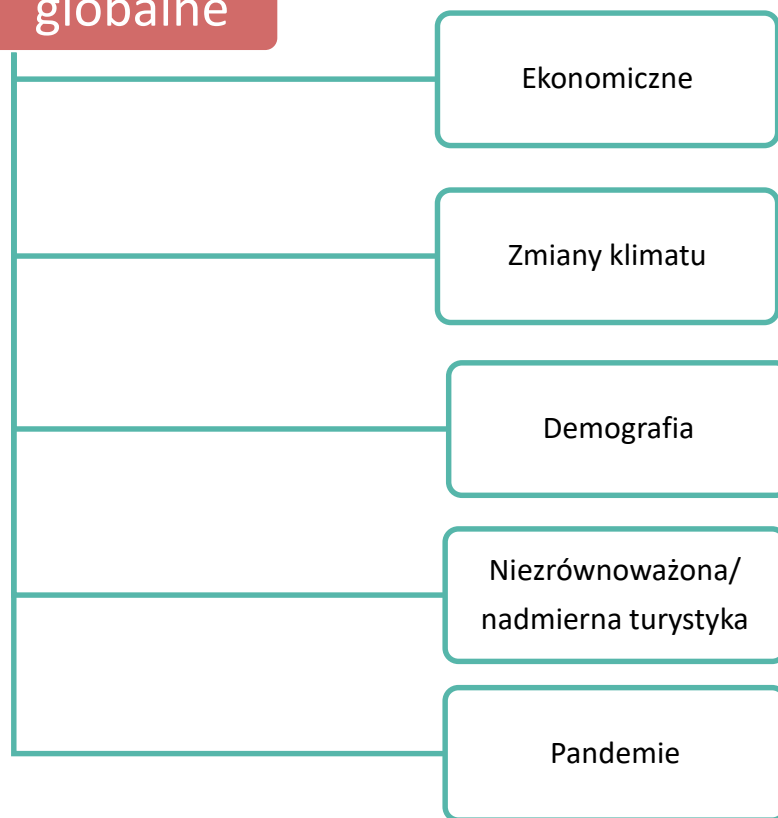 globalne
Ekonomiczne
Zmiany klimatu
Demografia
Niezrównoważona/
nadmierna turystyka
Pandemie